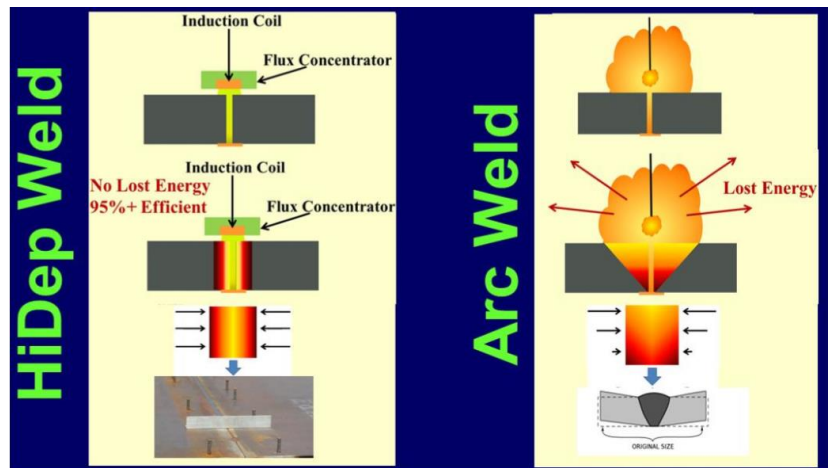 HiDep Weld
Induction Coil
Flux Concentrator
Induction Coil
No Lost Energy
95%+ Efficient
Flux Concentrator
Arc Weld
Lost Energy
ORIGINAL SIZE